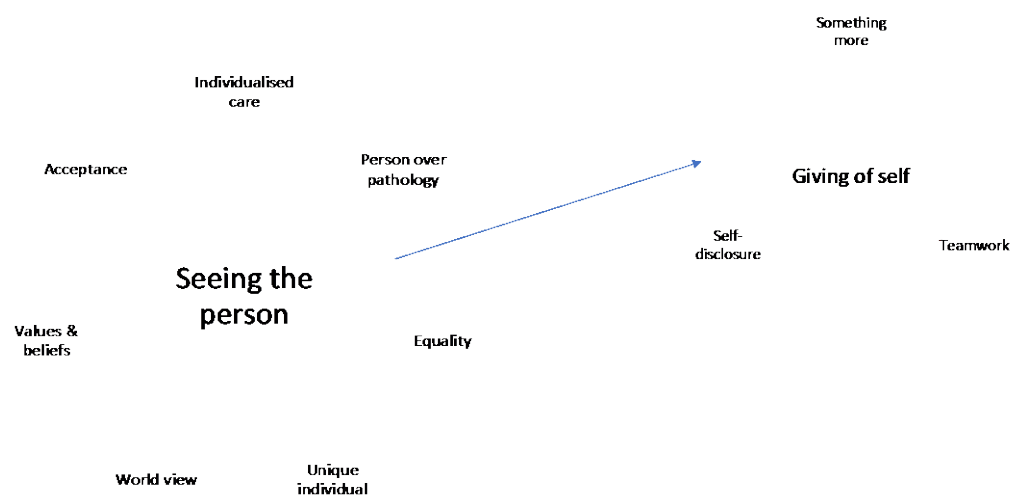 Something
more
Individualised
care
Acceptance
Person over
pathology
Giving of self
Self-
disclosure
Teamwork
Seeing the
person
Values &
beliefs
Equality
World view
Unique
individual